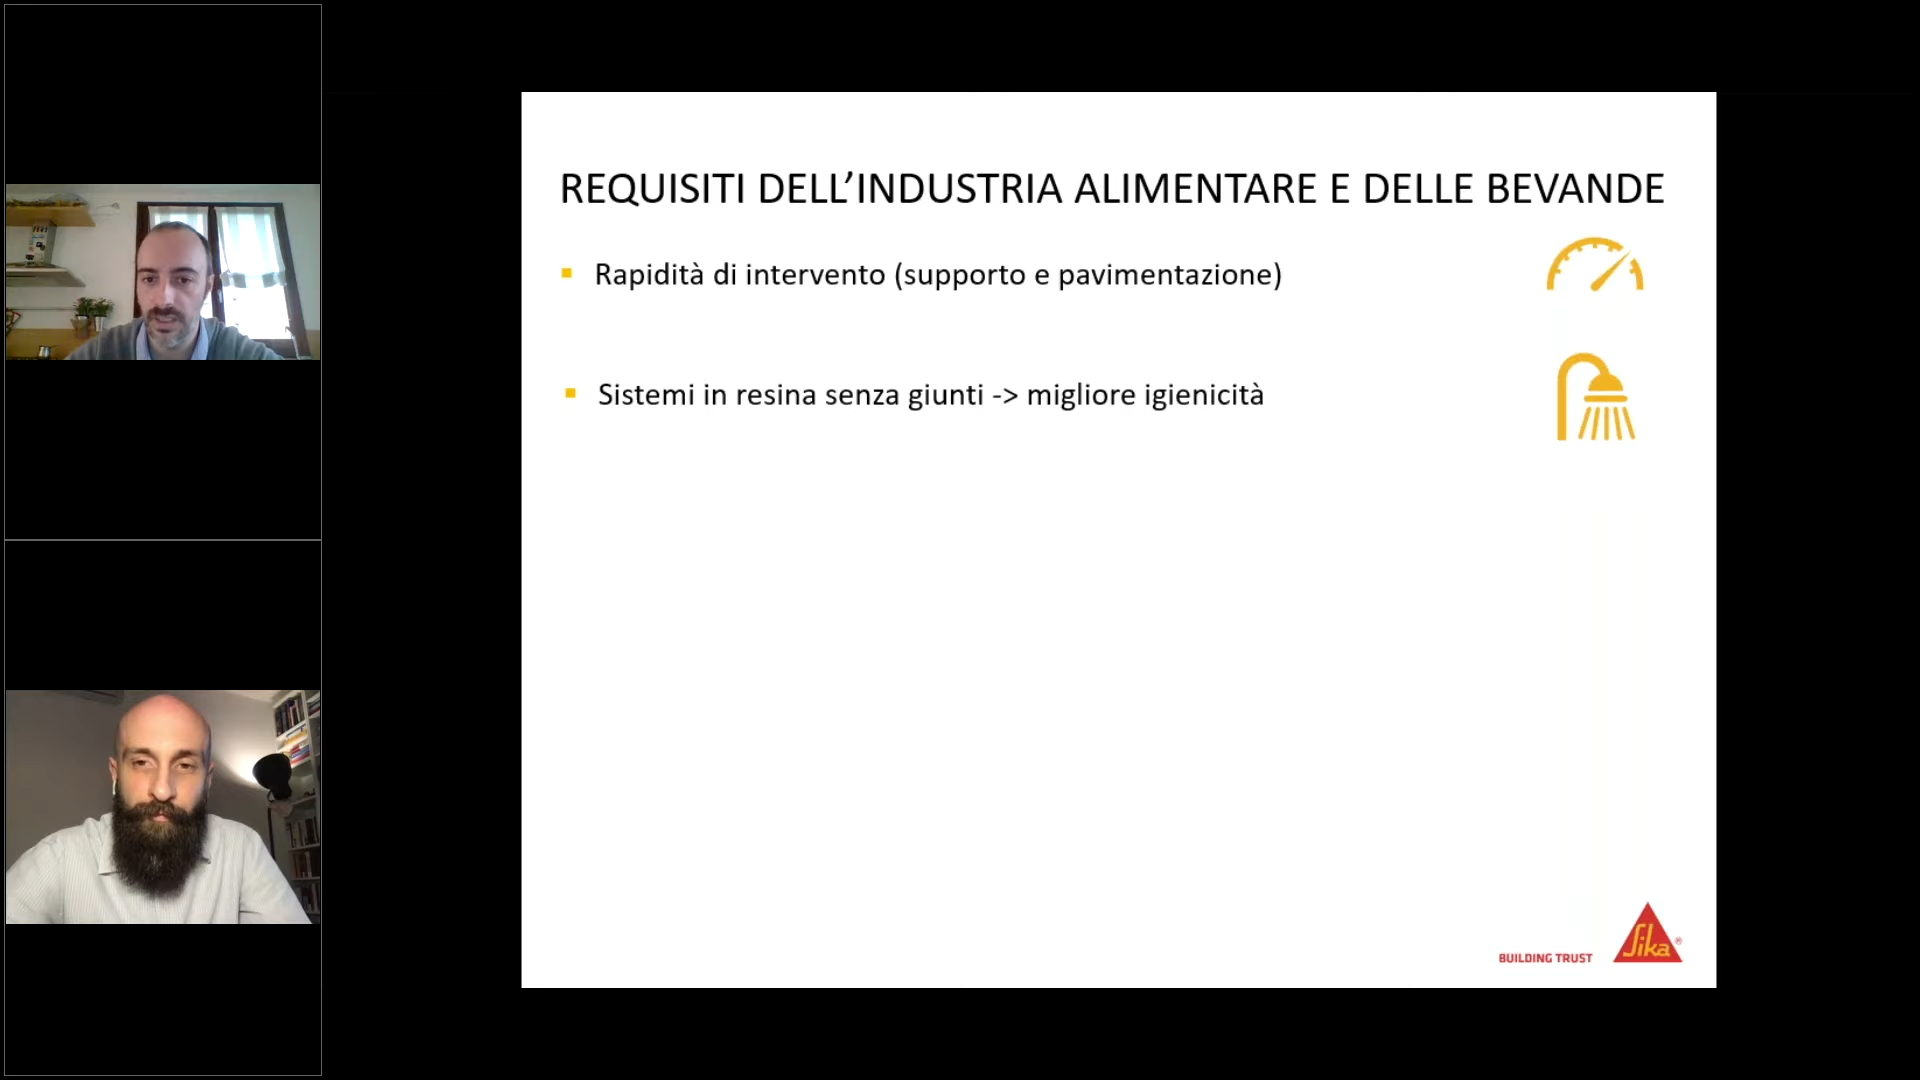 REQUISITI DELL’INDUSTRIA ALIMENTARE E DELLE BEVANDE
Rapidità di intervento (supporto e pavimentazione)
Sistemi in resina senza giunti -> migliore igienicità
BUILDING TRUST
Sika®